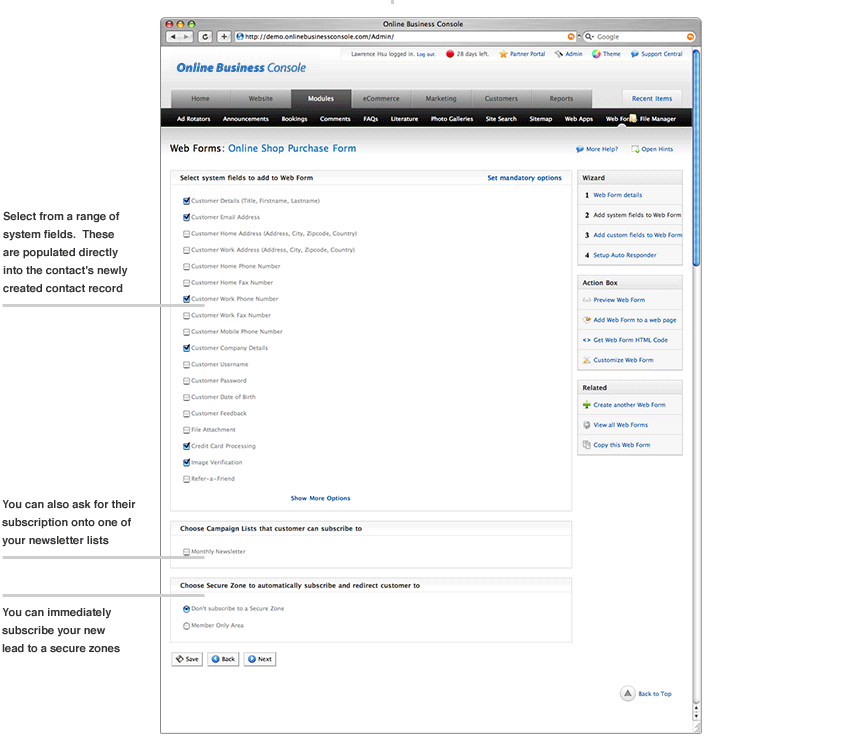 Online Business Console
http://demo.onlinebusinessconsole.com/Admin/
Google
Lawrence Hsu logged in. Log out.
28 days left.
Partner Portal
Admin
Theme
Support Central
Online Business Console
Home
Website
Modules
eCommerce
Marketing
Customers
Reports
Recent Items
Ad Rotators
Announcements
Bookings
Comments
FAQs
Literature
Photo Galleries
Site Search
Sitemap
Web Apps
Web For
File Manager
Web Forms: Online Shop Purchase Form
More Help?
Open Hints
Select system fields to add to Web Form
Set mandatory options
Customer Details (Title, Firstname, Lastname)
Customer Email Address
Customer Home Address (Address, City, Zipcode, Country)
Customer Work Address (Address, City, Zipcode, Country)
Customer Home Phone Number
Customer Home Fax Number
Customer Work Phone Number
Customer Work Fax Number
Customer Mobile Phone Number
Customer Company Details
Customer Username
Customer Password
Customer Date of Birth
Customer Feedback
File Attachment
Credit Card Processing
Image Verification
Refer-a-Friend
Show More Options
Choose Campaign Lists that customer can subscribe to
Monthly Newsletter
Choose Secure Zone to automatically subscribe and redirect customer to
Don't subscribe to a Secure Zone
Member Only Area
Save
Back
Next
Wizard
1 Web Form details
2 Add system fields to Web Form
3 Add custom fields to Web Form
4 Setup Auto Responder
Action Box
Preview Web Form
Add Web Form to a web page
<> Get Web Form HTML Code
Customize Web Form
Related
Create another Web Form
View all Web Forms
Copy this Web Form
Back to Top
Select from a range of
system fields. These
are populated directly
into the contact's newly
created contact record
You can also ask for their
subscription onto one of
your newsletter lists
You can immediately
subscribe your new
lead to a secure zones